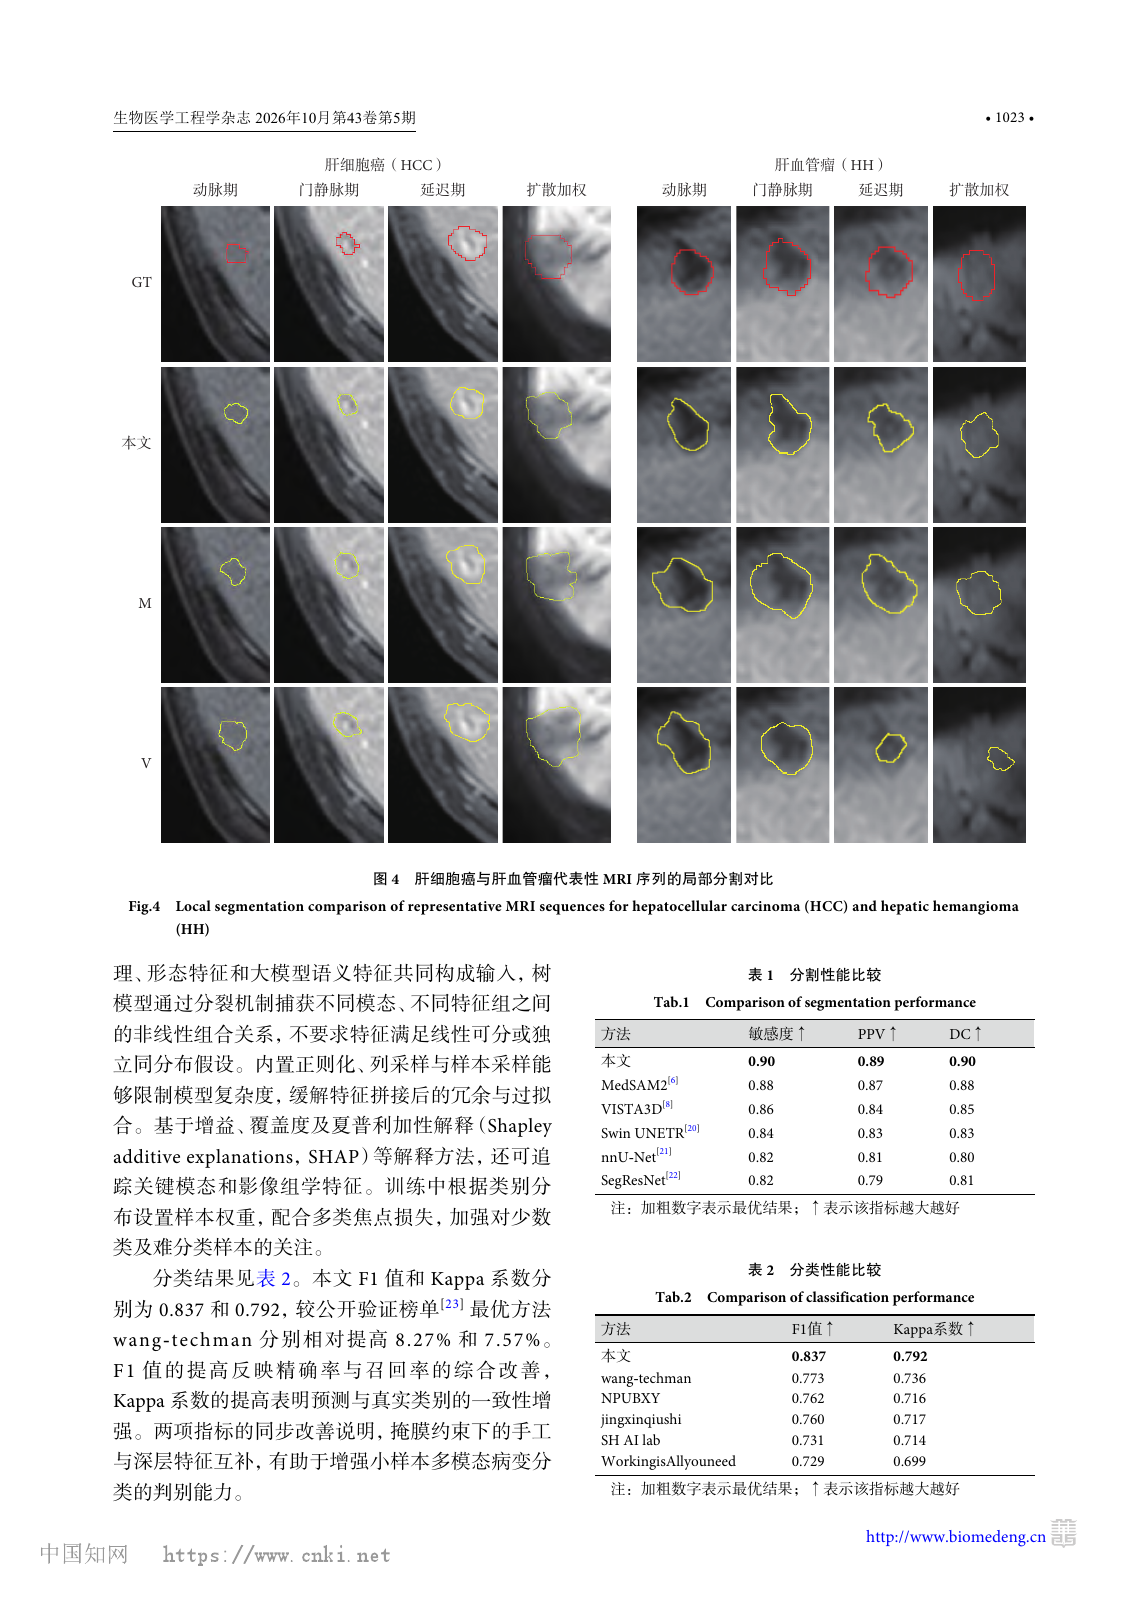 生物医学工程学杂志 2026年10月第43卷第5期
• 1023 •
肝细胞癌（HCC）
肝血管瘤（HH）
动脉期 门静脉期 延迟期 扩散加权 动脉期 门静脉期 延迟期 扩散加权
GT
本文
M
V
图 4 肝细胞癌与肝血管瘤代表性 MRI 序列的局部分割对比
Fig.4 Local segmentation comparison of representative MRI sequences for hepatocellular carcinoma (HCC) and hepatic hemangioma
(HH)
理、形态特征和大模型语义特征共同构成输入，树
模型通过分裂机制捕获不同模态、不同特征组之间
的非线性组合关系，不要求特征满足线性可分或独
立同分布假设。内置正则化、列采样与样本采样能
够限制模型复杂度，缓解特征拼接后的冗余与过拟
合。基于增益、覆盖度及夏普利加性解释（Shapley
additive explanations，SHAP）等解释方法，还可追
踪关键模态和影像组学特征。训练中根据类别分
布设置样本权重，配合多类焦点损失，加强对少数
类及难分类样本的关注。
分类结果见表 2。本文 F1 值和 Kappa 系数分
别为 0.837 和 0.792，较公开验证榜单[23] 最优方法
wang-techman 分别相对提高 8.27% 和 7.57%。
F1 值的提高反映精确率与召回率的综合改善，
Kappa 系数的提高表明预测与真实类别的一致性增
强。两项指标的同步改善说明，掩膜约束下的手工
与深层特征互补，有助于增强小样本多模态病变分
类的判别能力。
表 1 分割性能比较
Tab.1 Comparison of segmentation performance
方法 敏感度↑ PPV↑ DC↑
本文 0.90 0.89 0.90
MedSAM2[6] 0.88 0.87 0.88
VISTA3D[8] 0.86 0.84 0.85
Swin UNETR[20] 0.84 0.83 0.83
nnU-Net[21] 0.82 0.81 0.80
SegResNet[22] 0.82 0.79 0.81
注：加粗数字表示最优结果；↑表示该指标越大越好
表 2 分类性能比较
Tab.2 Comparison of classification performance
方法 F1值↑ Kappa系数↑
本文 0.837 0.792
wang-techman 0.773 0.736
NPUBXY 0.762 0.716
jingxinqiushi 0.760 0.717
SH AI lab 0.731 0.714
WorkingisAllyouneed 0.729 0.699
注：加粗数字表示最优结果；↑表示该指标越大越好
http://www.biomedeng.cn
中国知网 https://www.cnki.net